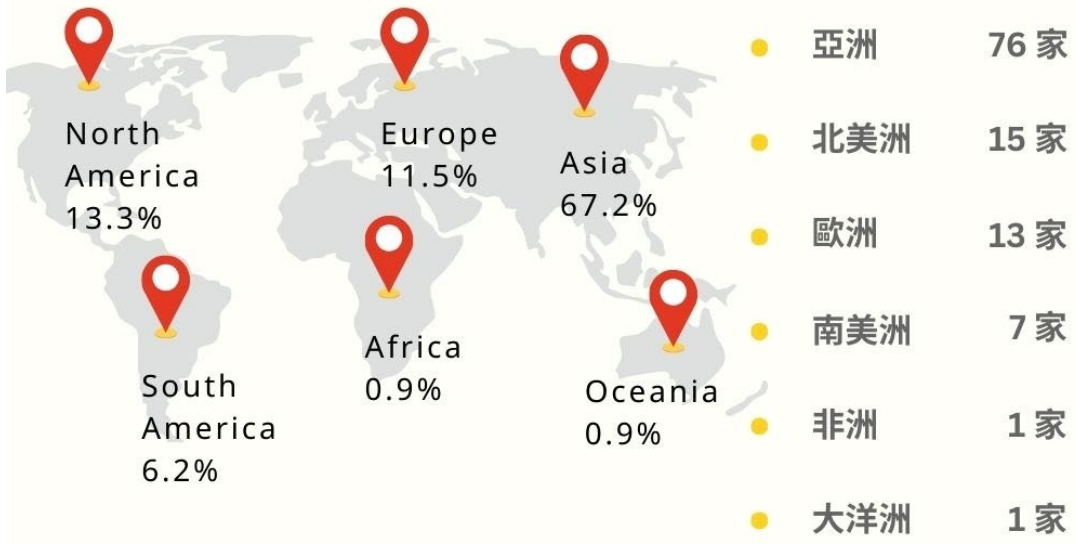 North
America
13.3%
Europe
11.5%
Asia
67.2%
South
America
6.2%
Africa
0.9%
Oceania
0.9%
亞洲 76 家
北美洲 15 家
歐洲 13 家
南美洲 7 家
非洲 1 家
大洋洲 1 家